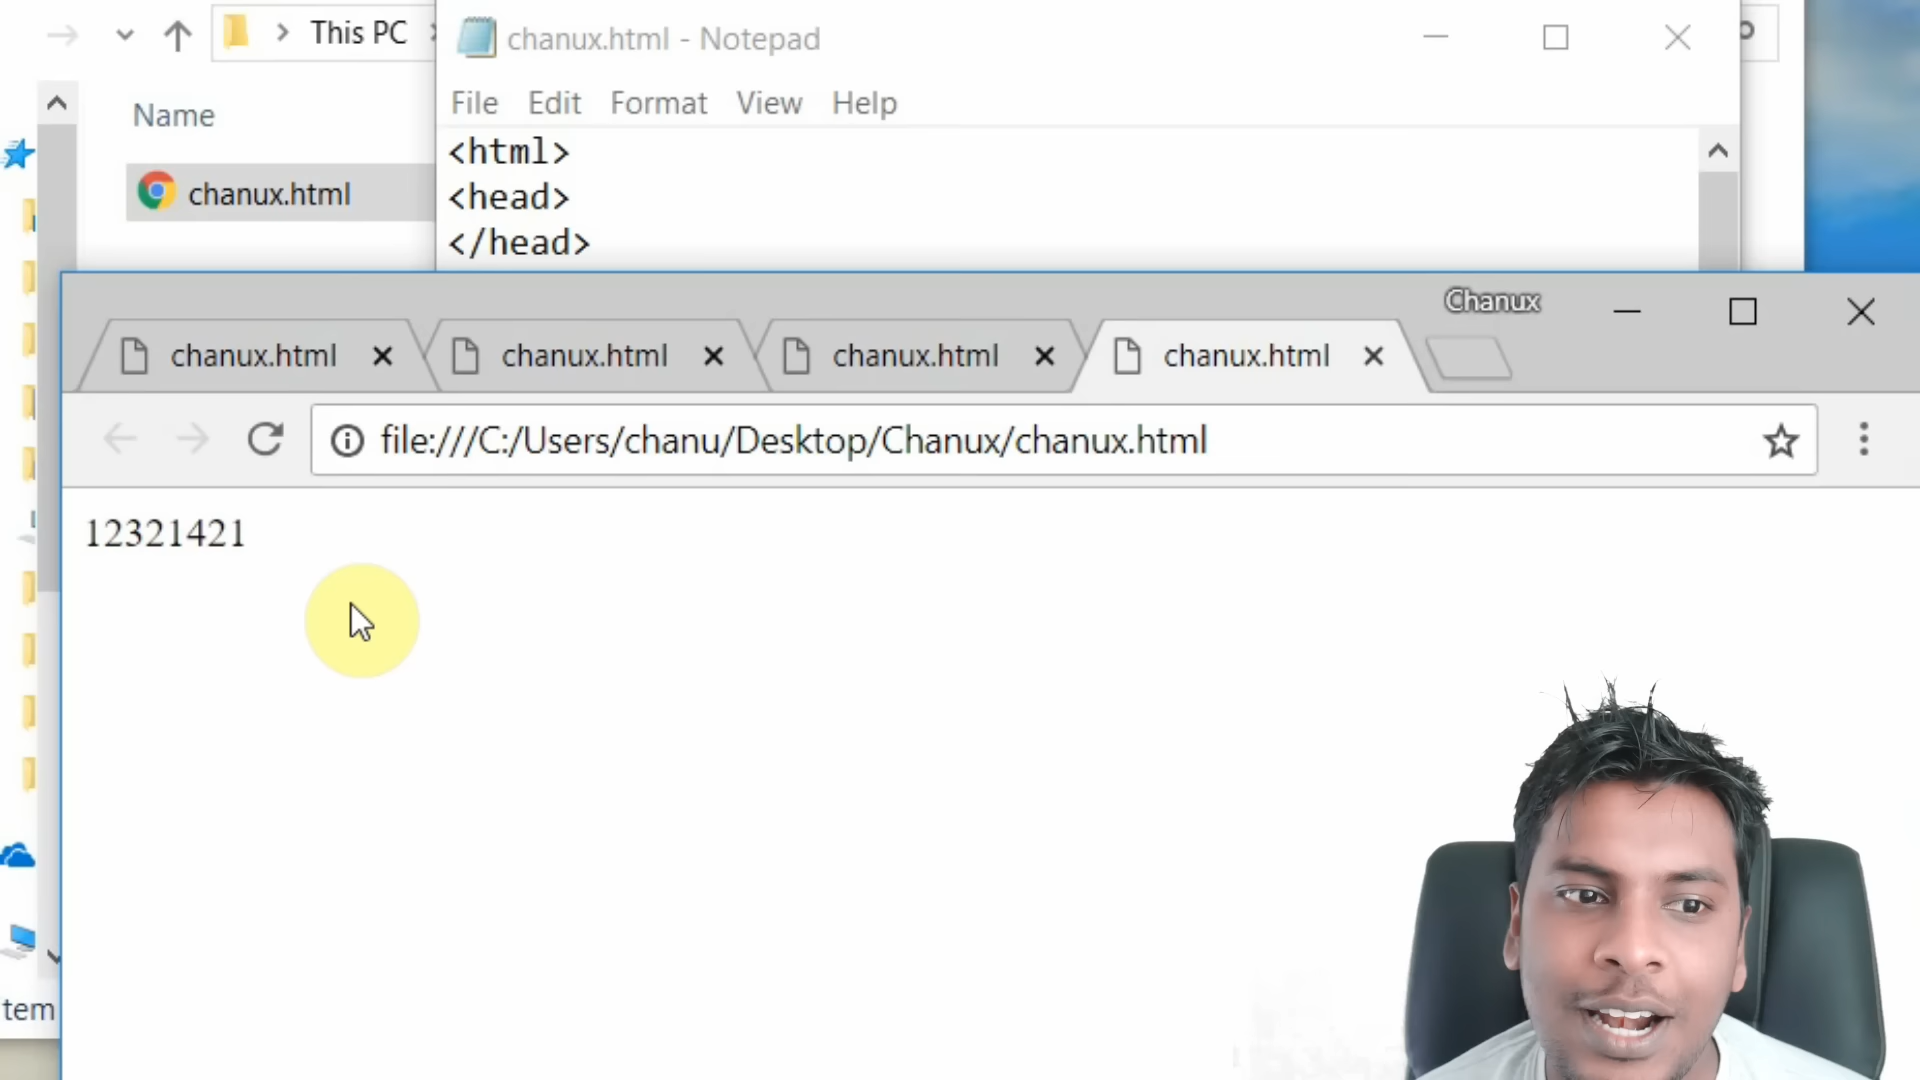 This PC
chanux.html - Notepad
Name
File Edit Format View Help
chanux.html
<html>
<head>
</head>
Chanux
chanux.html chanux.html chanux.html chanux.html
file:///C:/Users/chanu/Desktop/Chanux/chanux.html
12321421
tem